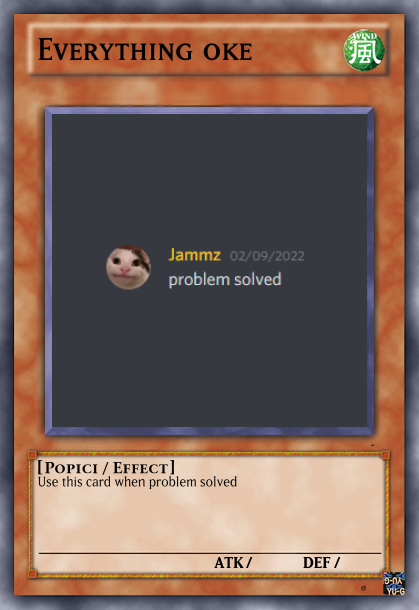 Everything oke
WIND
風
Jammz 02/09/2022
problem solved
[Popici / Effect]
Use this card when problem solved
ATK / DEF /